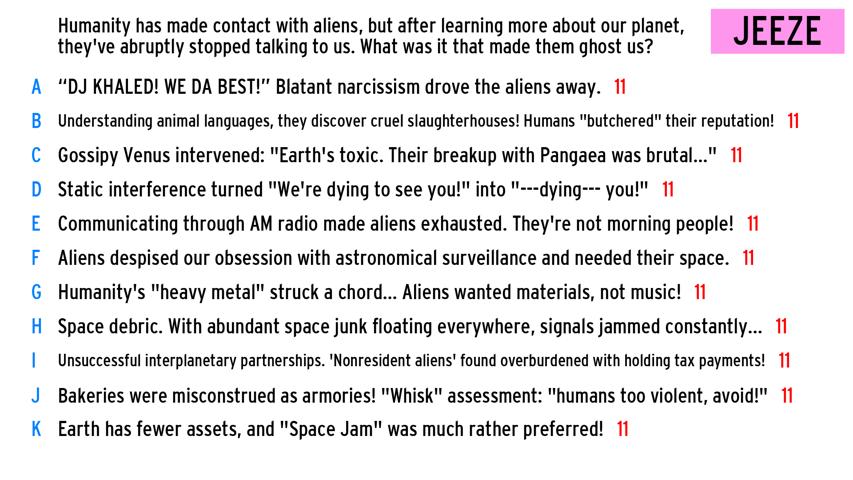 Humanity has made contact with aliens, but after learning more about our planet,
they've abruptly stopped talking to us. What was it that made them ghost us?
JEEZE
A “DJ KHALED! WE DA BEST!” Blatant narcissism drove the aliens away. 11
B Understanding animal languages, they discover cruel slaughterhouses! Humans "butchered" their reputation! 11
C Gossipy Venus intervened: "Earth's toxic. Their breakup with Pangaea was brutal..." 11
D Static interference turned "We're dying to see you!" into "---dying--- you!" 11
E Communicating through AM radio made aliens exhausted. They're not morning people! 11
F Aliens despised our obsession with astronomical surveillance and needed their space. 11
G Humanity's "heavy metal" struck a chord... Aliens wanted materials, not music! 11
H Space debric. With abundant space junk floating everywhere, signals jammed constantly... 11
I Unsuccessful interplanetary partnerships. 'Nonresident aliens' found overburdened with holding tax payments! 11
J Bakeries were misconstrued as armories! "Whisk" assessment: "humans too violent, avoid!" 11
K Earth has fewer assets, and "Space Jam" was much rather preferred! 11